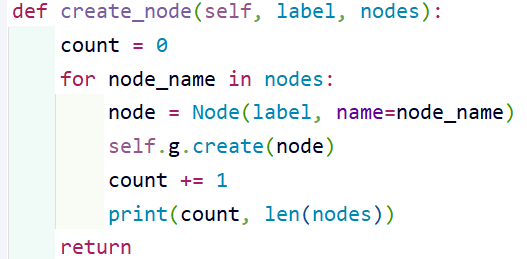 def create_node(self, label, nodes):
    count = 0
    for node_name in nodes:
        node = Node(label, name=node_name)
        self.g.create(node)
        count += 1
        print(count, len(nodes))
    return